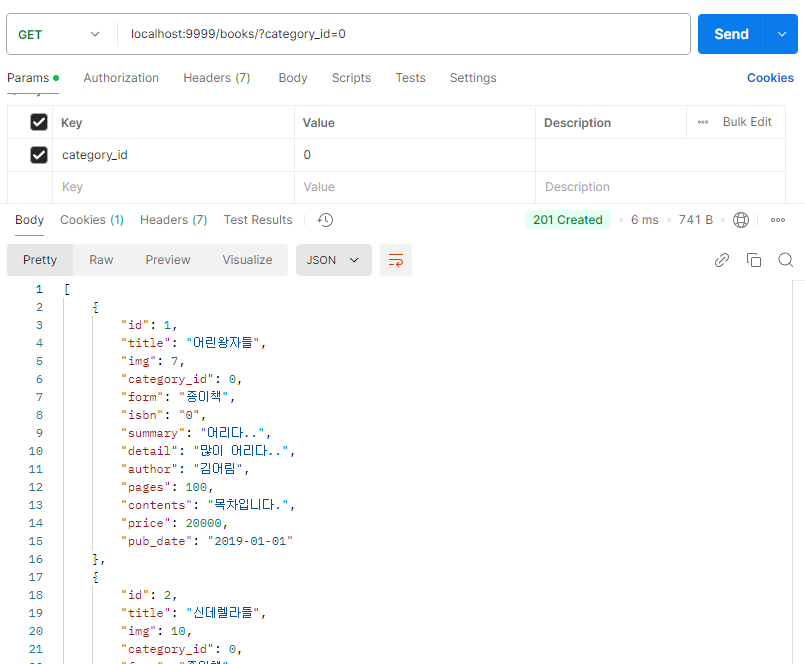 GET localhost:9999/books/?category_id=0 Send
Params Authorization Headers (7) Body Scripts Tests Settings Cookies
Key Value Description Bulk Edit
category_id 0
Key Value Description
Body Cookies (1) Headers (7) Test Results 201 Created 6 ms 741 B
Pretty Raw Preview Visualize JSON
1 [
2 {
3 "id": 1,
4 "title": "어린왕자들",
5 "img": 7,
6 "category_id": 0,
7 "form": "종이책",
8 "isbn": "0",
9 "summary": "어리다..",
10 "detail": "많이 어리다..",
11 "author": "김어림",
12 "pages": 100,
13 "contents": "목차입니다.",
14 "price": 20000,
15 "pub_date": "2019-01-01"
16 },
17 {
18 "id": 2,
19 "title": "신데렐라들",
20 "img": 10,
21 "category_id": 0,